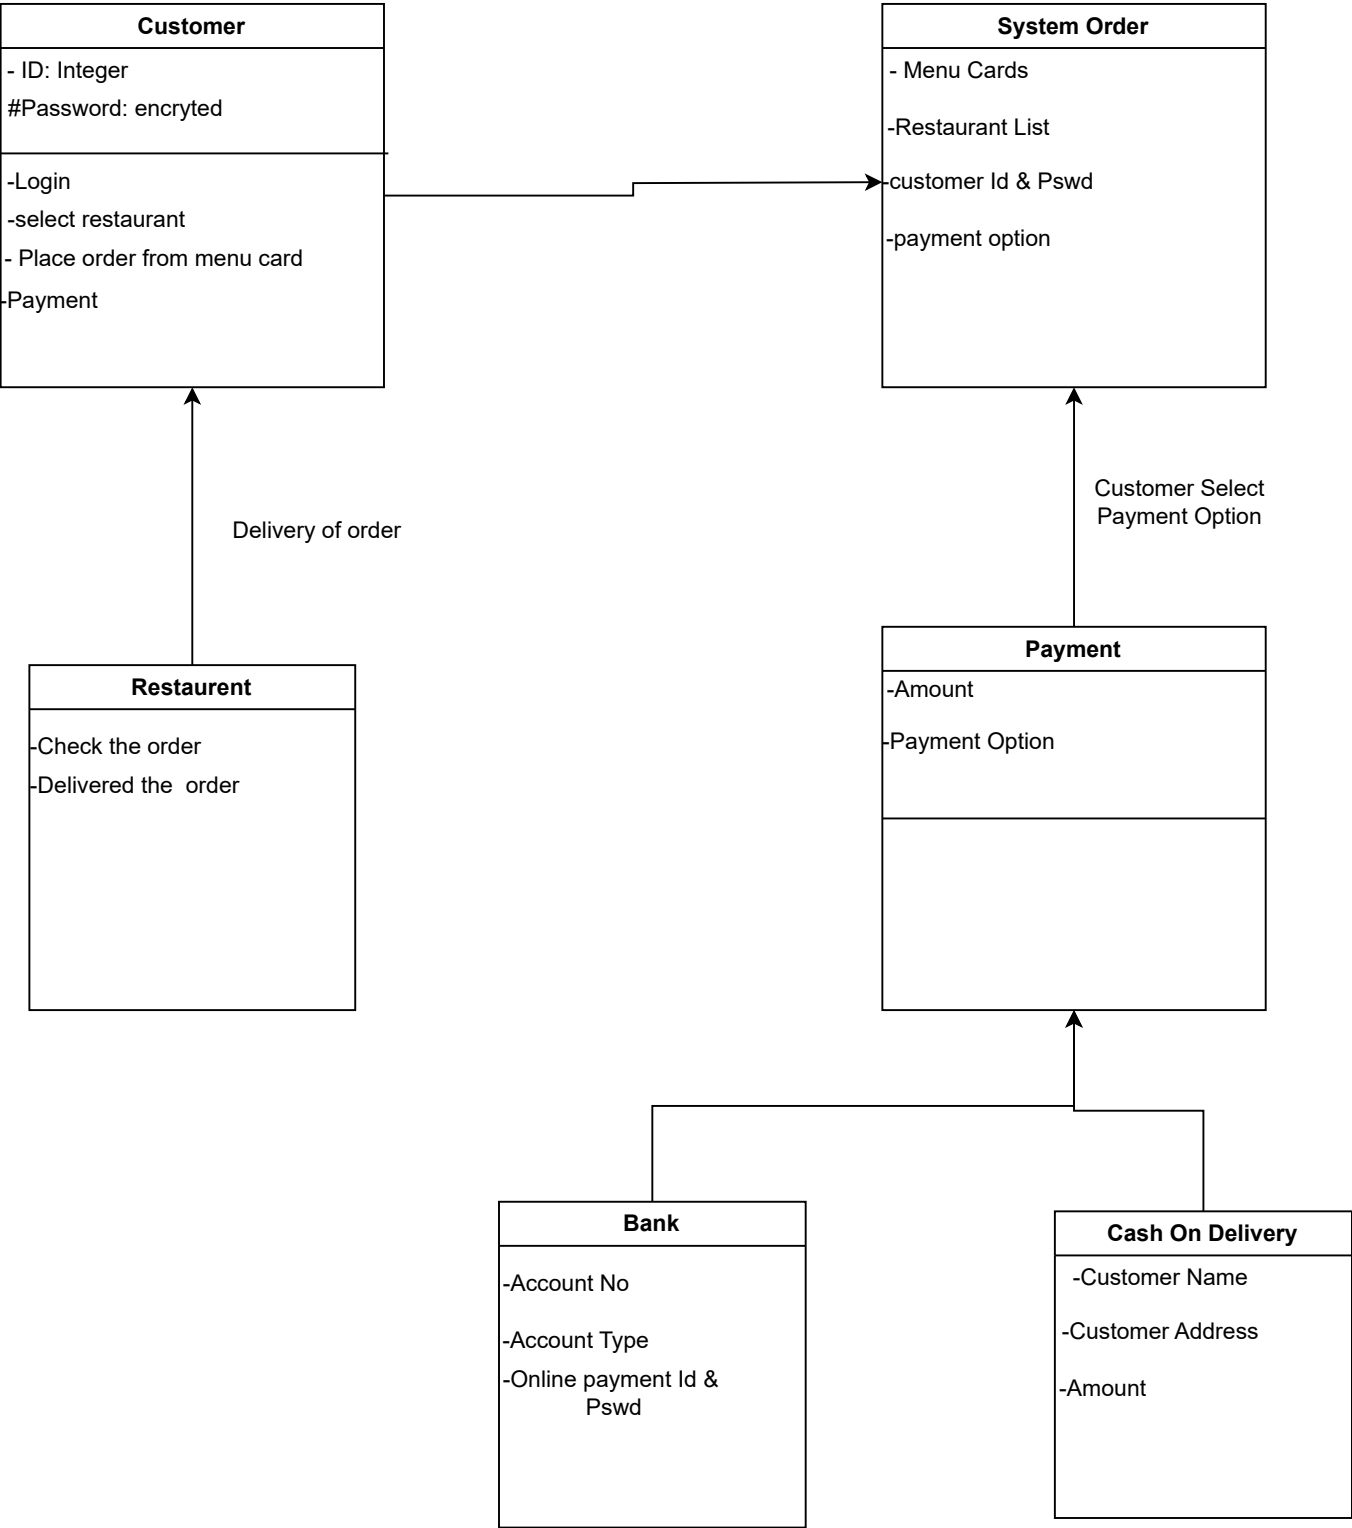 Customer
- ID: Integer
#Password: encryted
-Login
-select restaurant
- Place order from menu card
-Payment
System Order
- Menu Cards
-Restaurant List
-customer Id & Pswd
-payment option
Delivery of order
Customer Select
Payment Option
Restaurent
-Check the order
-Delivered the  order
Payment
-Amount
-Payment Option
Bank
-Account No
-Account Type
-Online payment Id &
Pswd
Cash On Delivery
-Customer Name
-Customer Address
-Amount